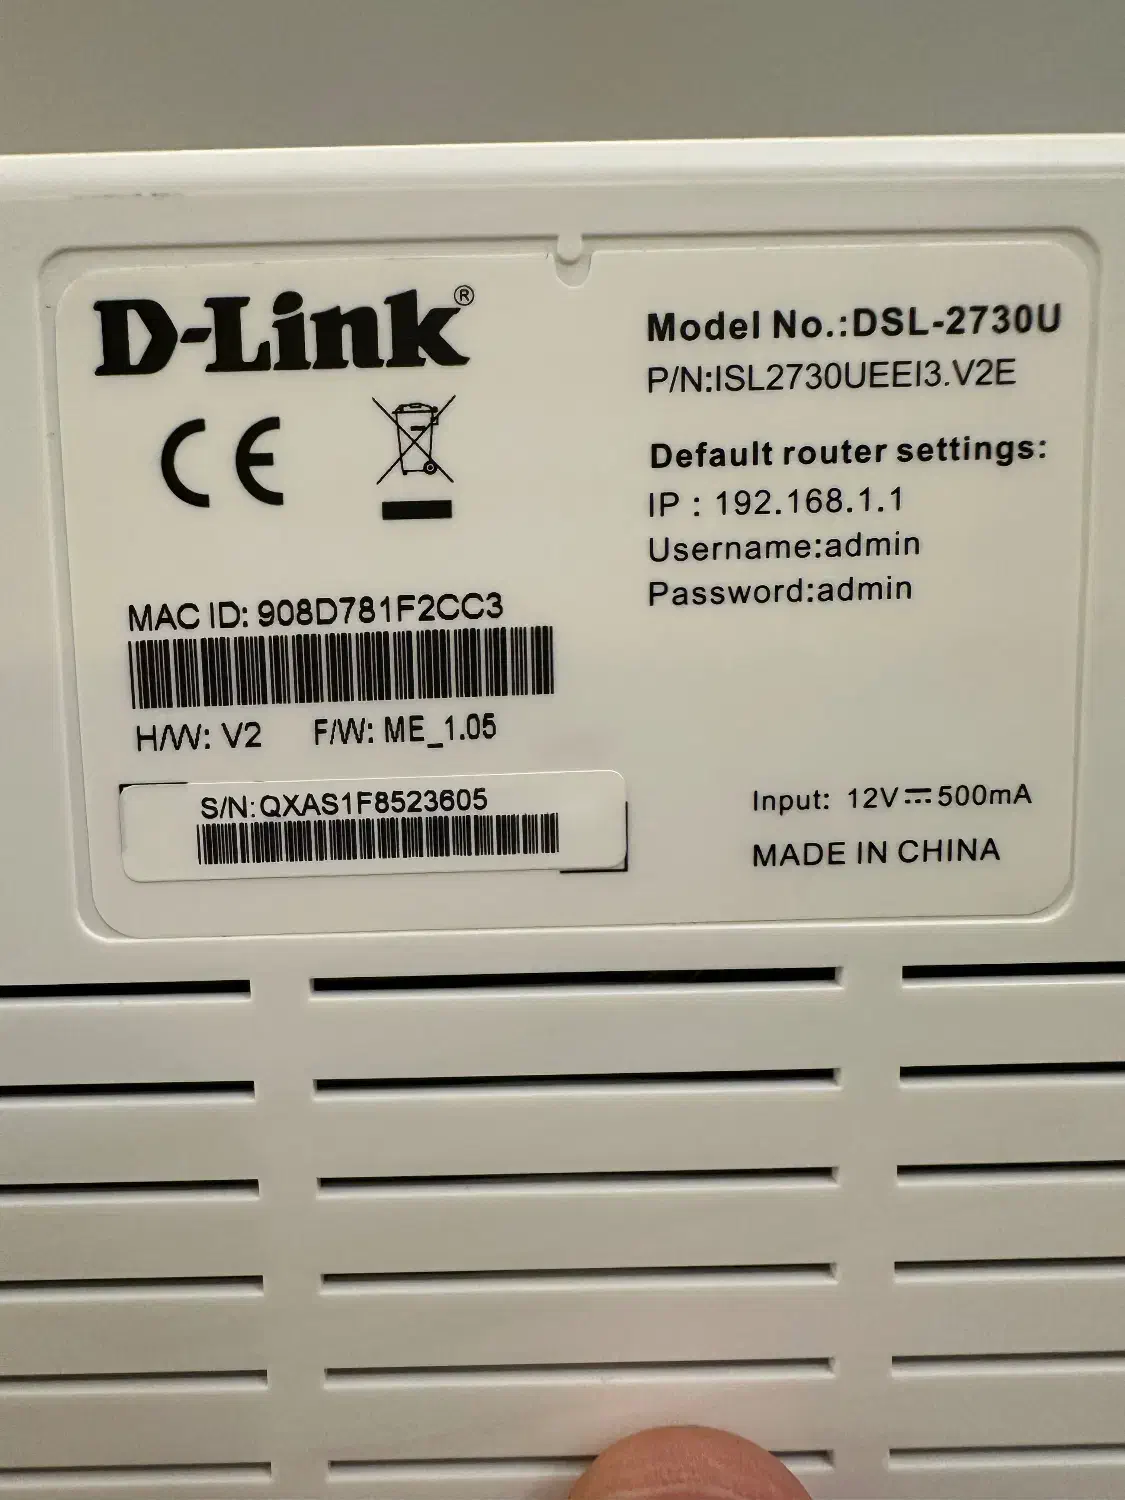 D-Link®
CE
MAC ID: 908D781F2CC3
H/W: V2 F/W: ME_1.05
S/N:QXAS1F8523605
Model No.:DSL-2730U
P/N:ISL2730UEEI3.V2E
Default router settings:
IP : 192.168.1.1
Username:admin
Password:admin
Input: 12V⎓500mA
MADE IN CHINA